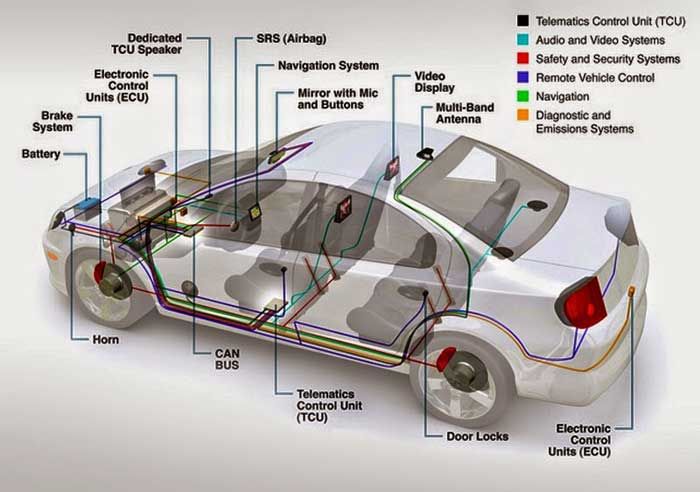 Dedicated
TCU Speaker
SRS (Airbag)
Electronic
Control
Units (ECU)
Navigation System
Mirror with Mic
and Buttons
Video
Display
Multi-Band
Antenna
Brake
System
Battery
Telematics Control Unit (TCU)
Audio and Video Systems
Safety and Security Systems
Remote Vehicle Control
Navigation
Diagnostic and
Emissions Systems
Horn
CAN
BUS
Telematics
Control Unit
(TCU)
Door Locks
Electronic
Control
Units (ECU)